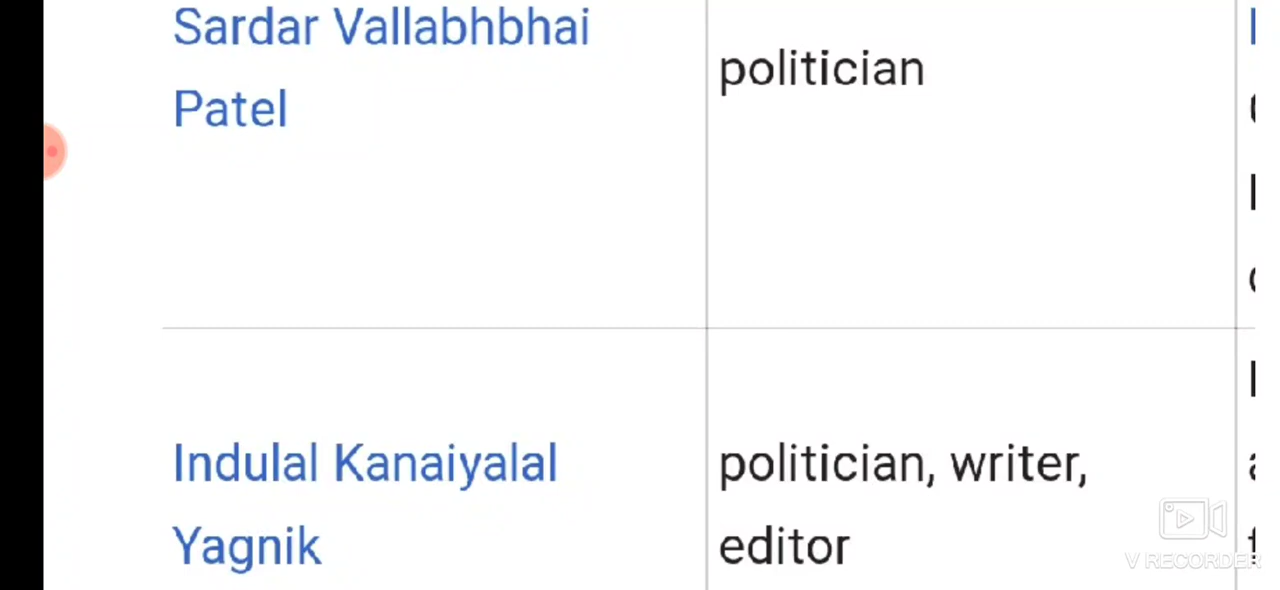 Sardar Vallabhbhai
Patel
politician
Indulal Kanaiyalal
Yagnik
politician, writer,
editor
V RECORDER